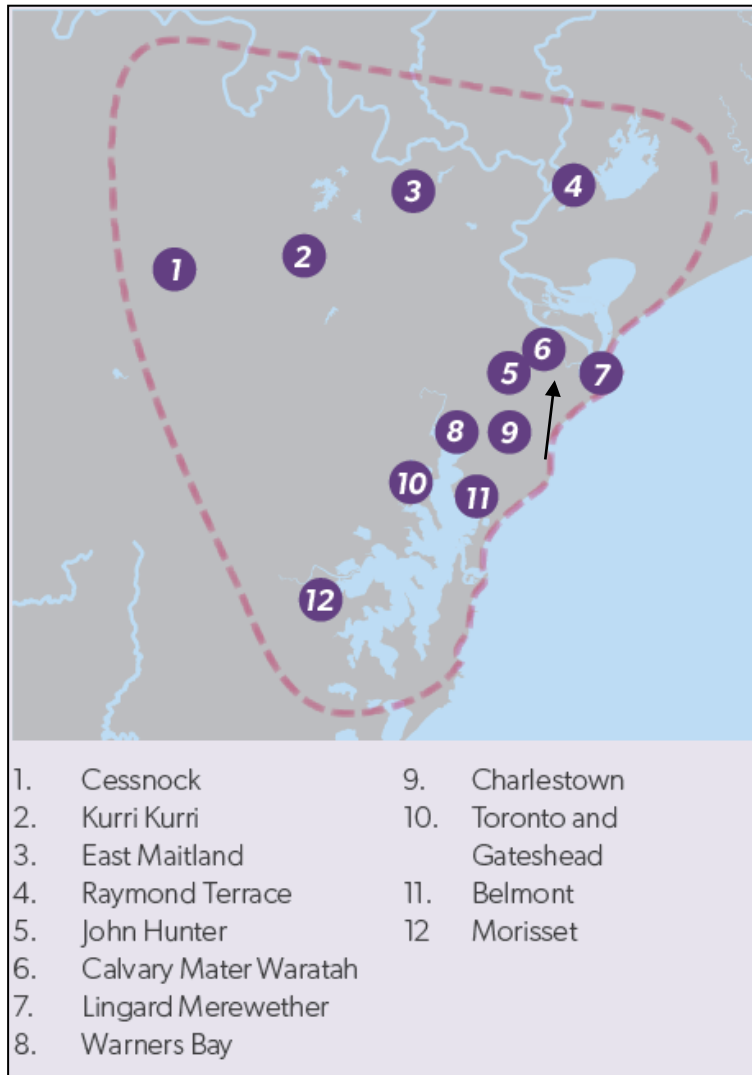 3
4
1
2
6
5
7
8
9
10
11
12
1. Cessnock
2. Kurri Kurri
3. East Maitland
4. Raymond Terrace
5. John Hunter
6. Calvary Mater Waratah
7. Lingard Merewether
8. Warners Bay
9. Charlestown
10. Toronto and
Gateshead
11. Belmont
12 Morisset